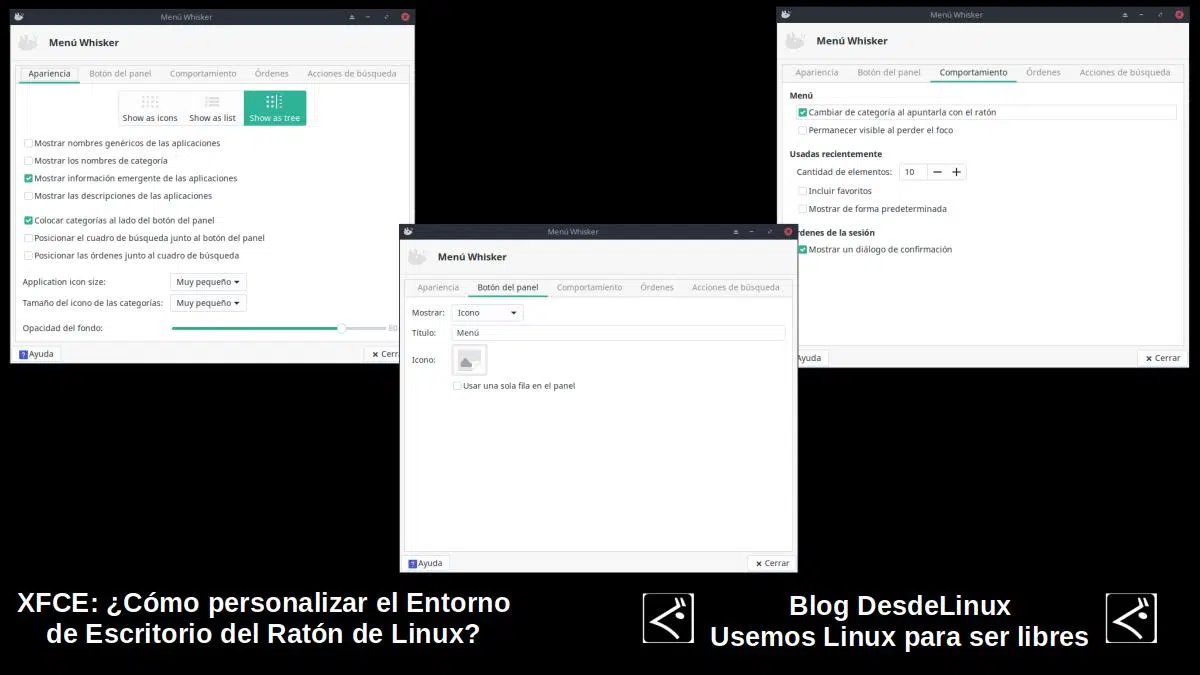 Menú Whisker
Menú Whisker
Apariencia Botón del panel Comportamiento Órdenes Acciones de búsqueda
Show as icons Show as list Show as tree
Mostrar nombres genéricos de las aplicaciones
Mostrar los nombres de categoría
Mostrar información emergente de las aplicaciones
Mostrar las descripciones de las aplicaciones
Colocar categorías al lado del botón del panel
Posicionar el cuadro de búsqueda junto al botón del panel
Posicionar las órdenes junto al cuadro de búsqueda
Application icon size: Muy pequeño
Tamaño del icono de las categorías: Muy pequeño
Opacidad del fondo: 80
Ayuda Cerr
Menú Whisker
Menú Whisker
Apariencia Botón del panel Comportamiento Órdenes Acciones de búsqueda
Menú
Cambiar de categoría al apuntarla con el ratón
Permanecer visible al perder el foco
Usadas recientemente
Cantidad de elementos: 10
Incluir favoritos
Mostrar de forma predeterminada
rdenes de la sesión
Mostrar un diálogo de confirmación
Ayuda Cerrar
Menú Whisker
Menú Whisker
Apariencia Botón del panel Comportamiento Órdenes Acciones de búsqueda
Mostrar: Icono
Título: Menú
Icono:
Usar una sola fila en el panel
Ayuda Cerrar
XFCE: ¿Cómo personalizar el Entorno
de Escritorio del Ratón de Linux?
Blog DesdeLinux
Usemos Linux para ser libres